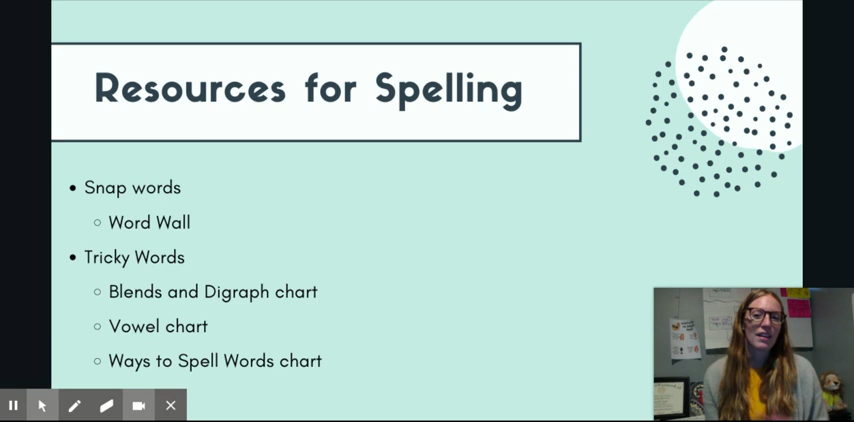 Resources for Spelling
Snap words
Word Wall
Tricky Words
Blends and Digraph chart
Vowel chart
Ways to Spell Words chart